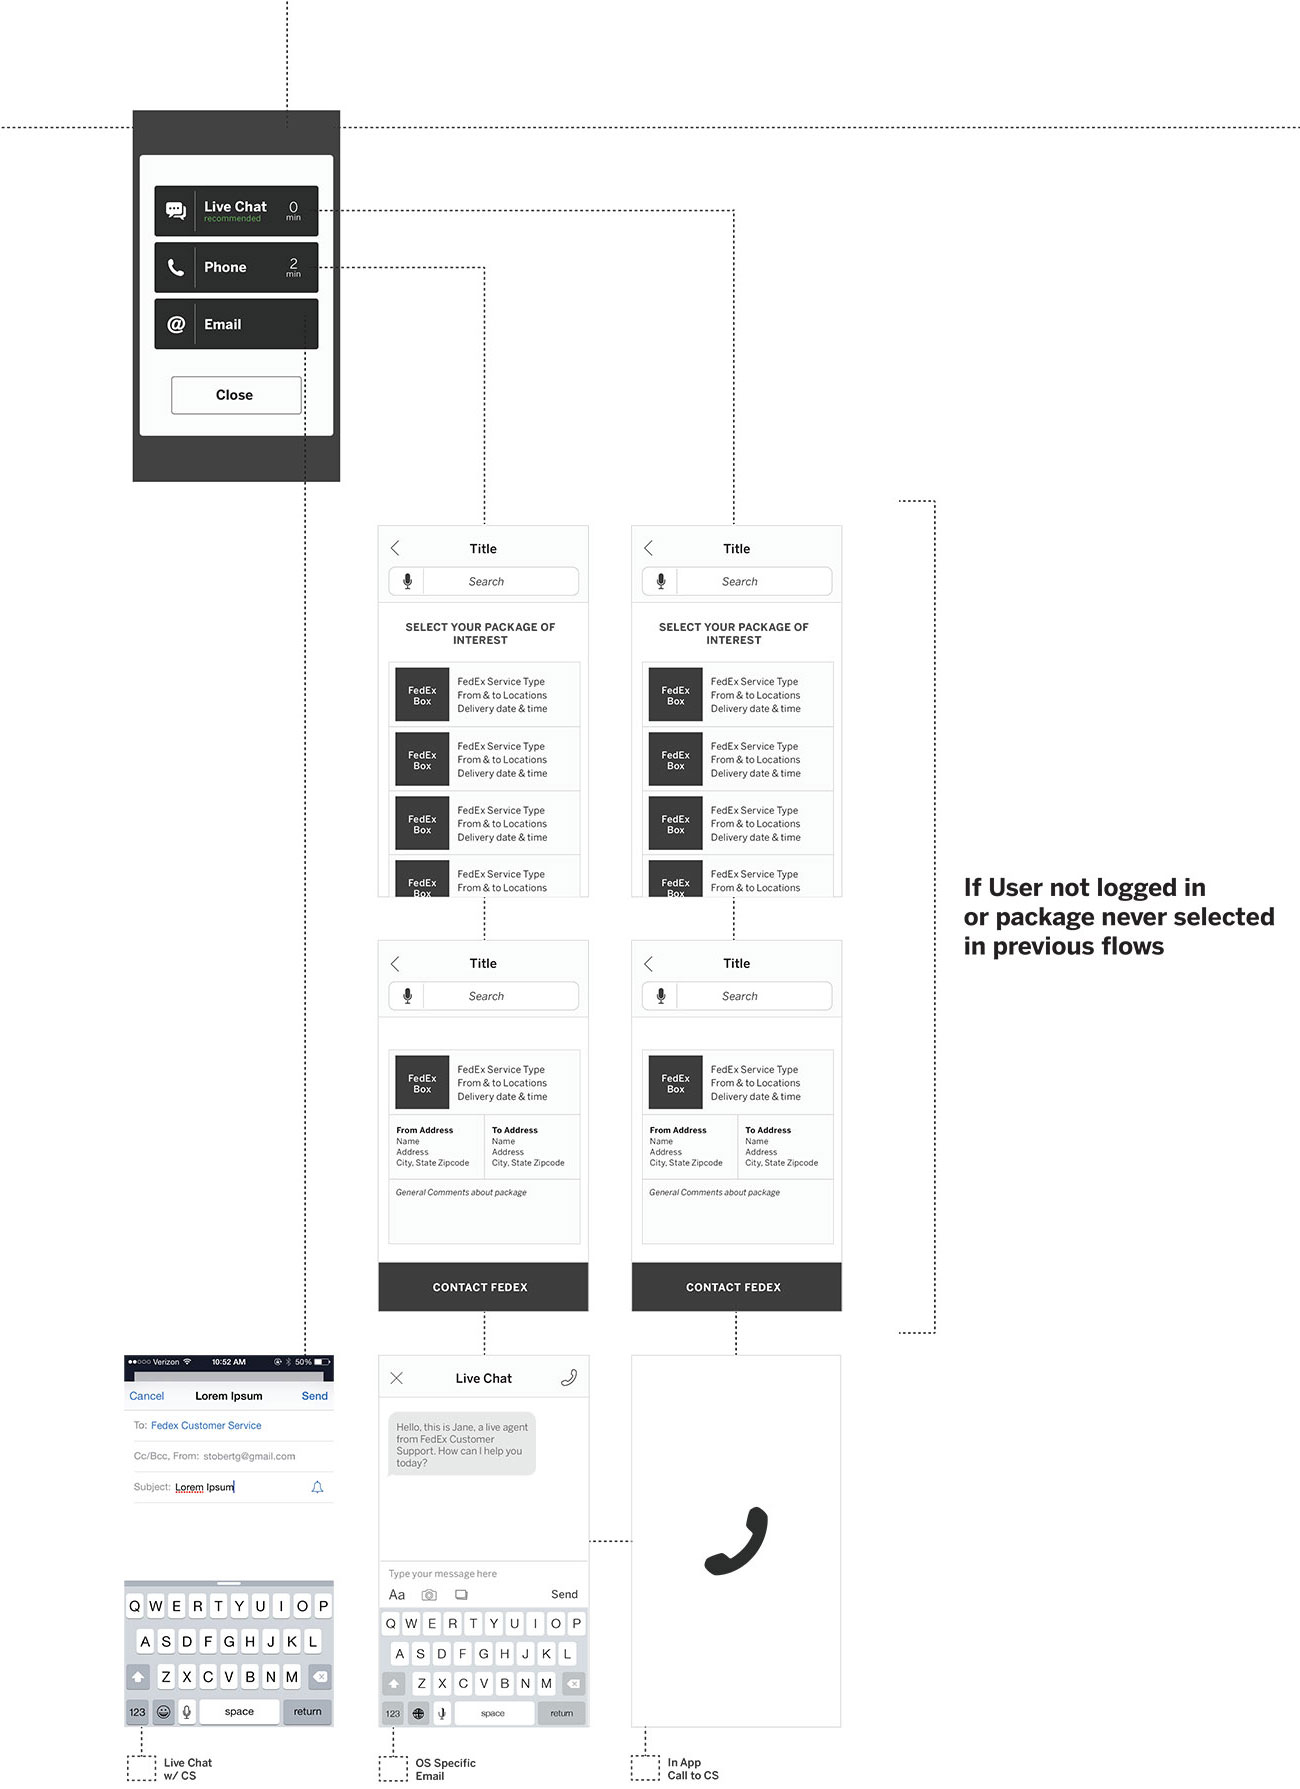 Live Chat
recommended
0
min
Phone
2
min
@
Email
Close
Title
Search
SELECT YOUR PACKAGE OF
INTEREST
FedEx
Box
FedEx Service Type
From & to Locations
Delivery date & time
FedEx
Box
FedEx Service Type
From & to Locations
Delivery date & time
FedEx
Box
FedEx Service Type
From & to Locations
Delivery date & time
FedEx
Box
FedEx Service Type
From & to Locations
Title
Search
SELECT YOUR PACKAGE OF
INTEREST
FedEx
Box
FedEx Service Type
From & to Locations
Delivery date & time
FedEx
Box
FedEx Service Type
From & to Locations
Delivery date & time
FedEx
Box
FedEx Service Type
From & to Locations
Delivery date & time
FedEx
Box
FedEx Service Type
From & to Locations
If User not logged in
or package never selected
in previous flows
Title
Search
FedEx
Box
FedEx Service Type
From & to Locations
Delivery date & time
From Address
Name
Address
City, State Zipcode
To Address
Name
Address
City, State Zipcode
General Comments about package
CONTACT FEDEX
Title
Search
FedEx
Box
FedEx Service Type
From & to Locations
Delivery date & time
From Address
Name
Address
City, State Zipcode
To Address
Name
Address
City, State Zipcode
General Comments about package
CONTACT FEDEX
Verizon 10:52 AM 50%
Cancel Lorem Ipsum Send
To: Fedex Customer Service
Cc/Bcc, From: stobertg@gmail.com
Subject: Lorem Ipsum
Q W E R T Y U I O P
A S D F G H J K L
Z X C V B N M
123 space return
Live Chat
w/ CS
Live Chat
Hello, this is Jane, a live agent
from FedEx Customer
Support. How can I help you
today?
Type your message here
Aa Send
Q W E R T Y U I O P
A S D F G H J K L
Z X C V B N M
123 space return
OS Specific
Email
In App
Call to CS